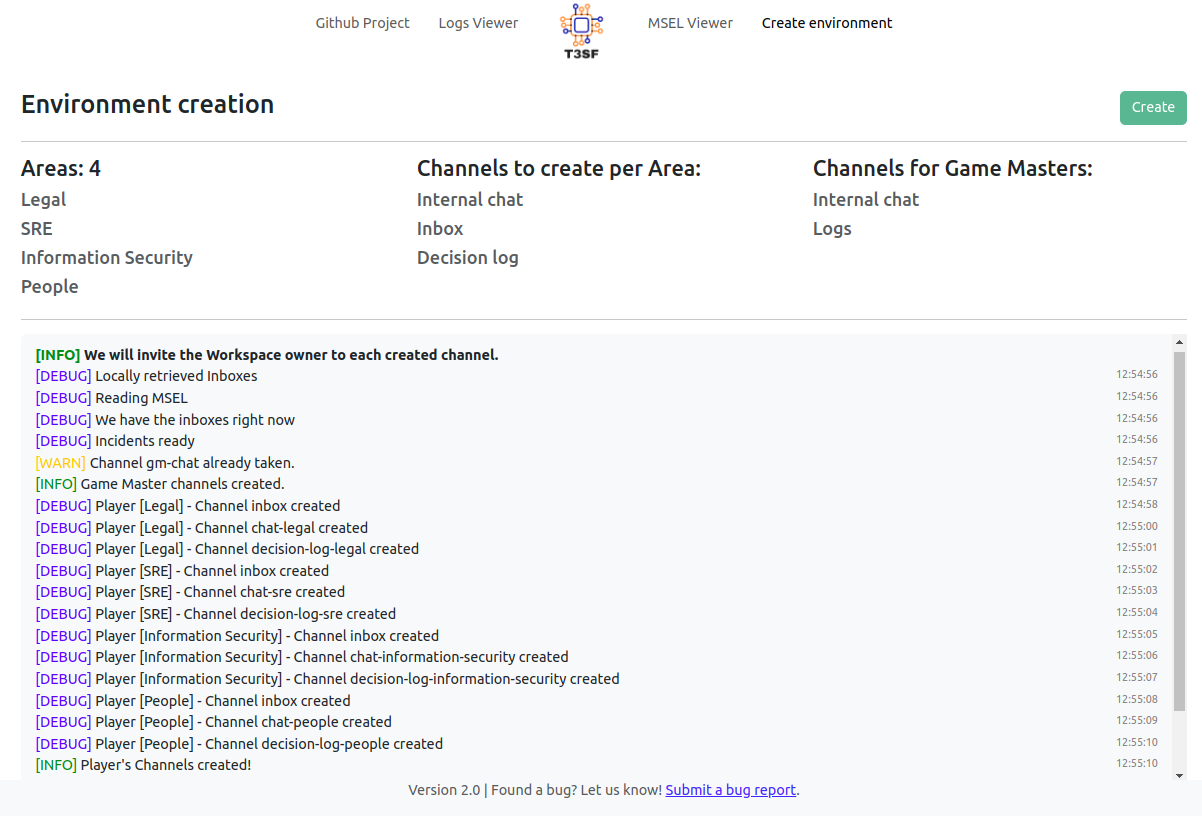 Github Project Logs Viewer T3SF MSEL Viewer Create environment
Environment creation Create
Areas: 4
Legal
SRE
Information Security
People
Channels to create per Area:
Internal chat
Inbox
Decision log
Channels for Game Masters:
Internal chat
Logs
[INFO] We will invite the Workspace owner to each created channel.
[DEBUG] Locally retrieved Inboxes 12:54:56
[DEBUG] Reading MSEL 12:54:56
[DEBUG] We have the inboxes right now 12:54:56
[DEBUG] Incidents ready 12:54:56
[WARN] Channel gm-chat already taken. 12:54:57
[INFO] Game Master channels created. 12:54:57
[DEBUG] Player [Legal] - Channel inbox created 12:54:58
[DEBUG] Player [Legal] - Channel chat-legal created 12:55:00
[DEBUG] Player [Legal] - Channel decision-log-legal created 12:55:01
[DEBUG] Player [SRE] - Channel inbox created 12:55:02
[DEBUG] Player [SRE] - Channel chat-sre created 12:55:03
[DEBUG] Player [SRE] - Channel decision-log-sre created 12:55:04
[DEBUG] Player [Information Security] - Channel inbox created 12:55:05
[DEBUG] Player [Information Security] - Channel chat-information-security created 12:55:06
[DEBUG] Player [Information Security] - Channel decision-log-information-security created 12:55:07
[DEBUG] Player [People] - Channel inbox created 12:55:08
[DEBUG] Player [People] - Channel chat-people created 12:55:09
[DEBUG] Player [People] - Channel decision-log-people created 12:55:10
[INFO] Player's Channels created! 12:55:10
Version 2.0 | Found a bug? Let us know! Submit a bug report.